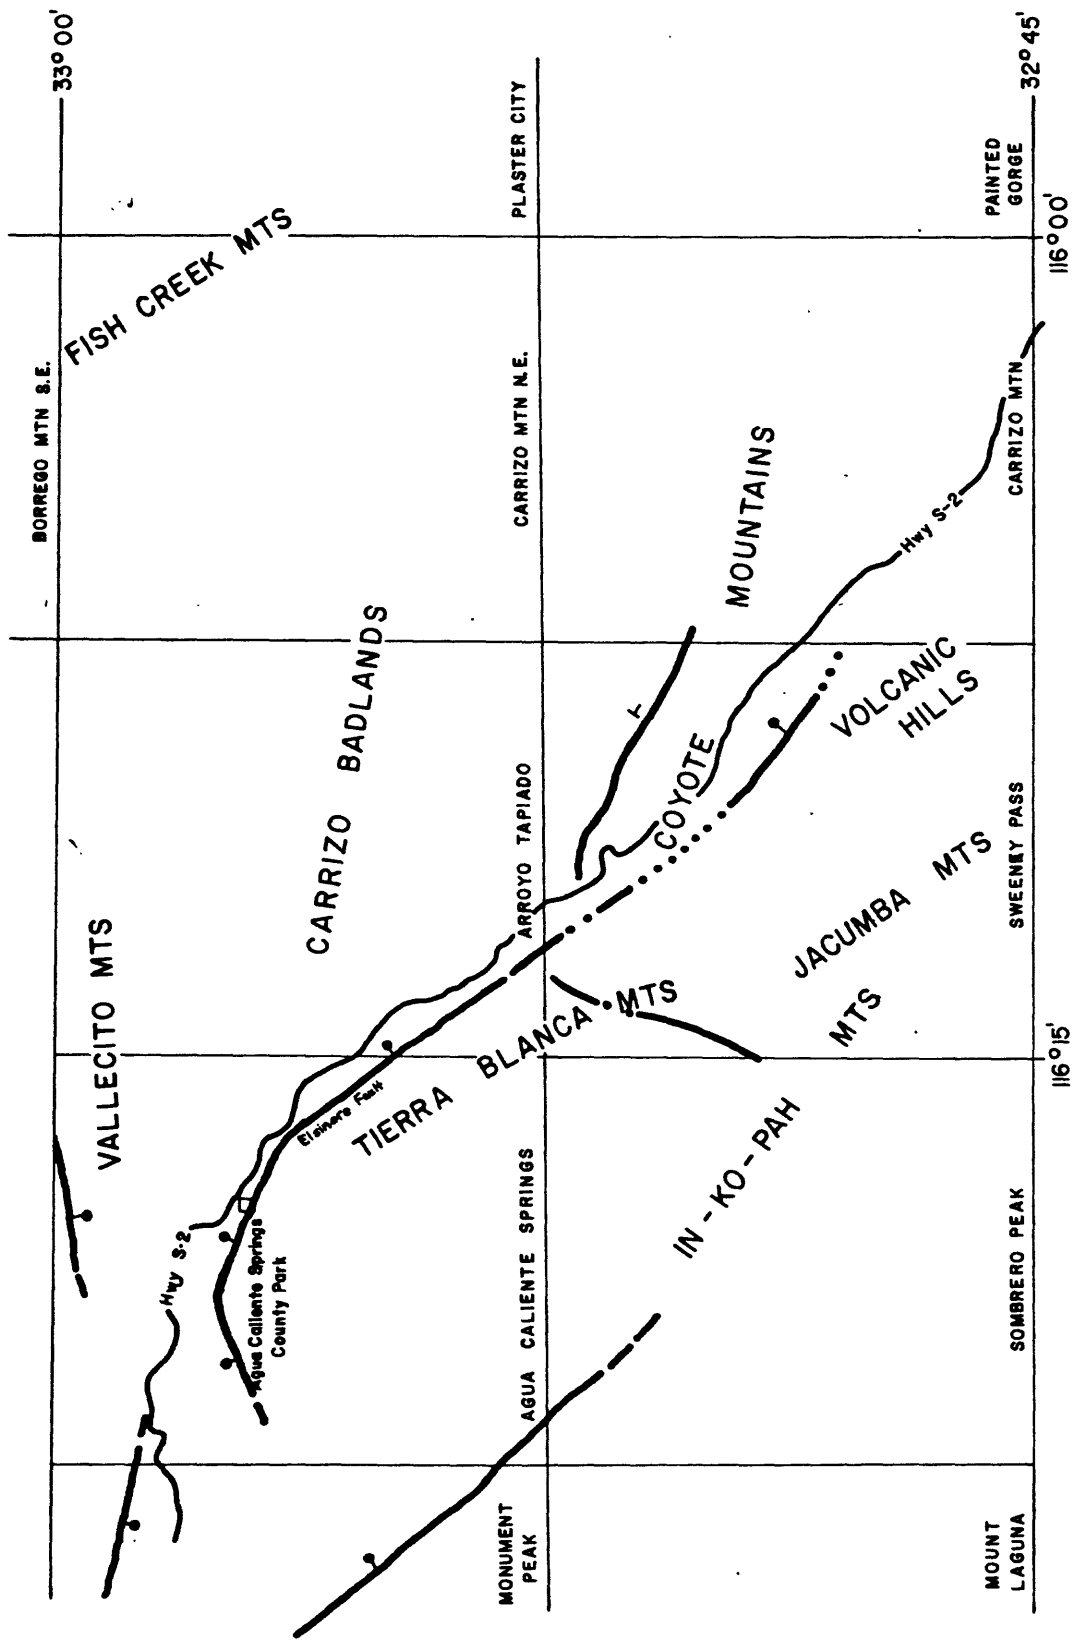 33° 00'
BORREGO MTN S.E.
FISH CREEK MTS
VALLECITO MTS
Hwy S-2
CARRIZO BADLANDS
Agua Caliente Springs
County Park
Elsinore Fault
TIERRA BLANCA MTS
MONUMENT
PEAK
AGUA CALIENTE SPRINGS
ARROYO TAPIADO
CARRIZO MTN N.E.
PLASTER CITY
COYOTE MOUNTAINS
IN-KO-PAH MTS
JACUMBA MTS
VOLCANIC
HILLS
Hwy S-2
MOUNT
LAGUNA
SOMBRERO PEAK
SWEENEY PASS
CARRIZO MTN
PAINTED
GORGE
32° 45'
116° 15'
116° 00'